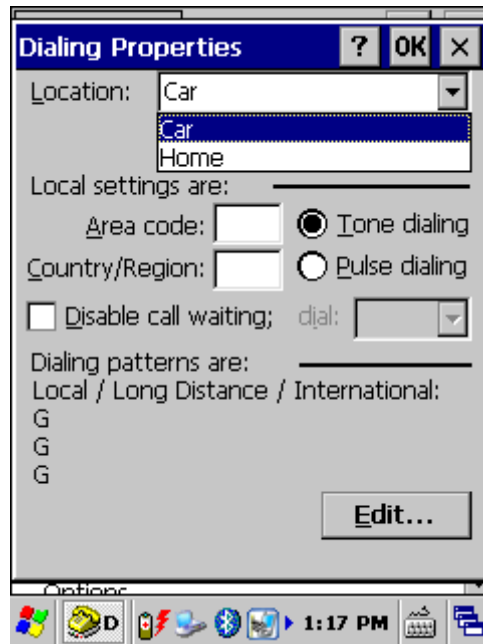 Dialing Properties ? OK ×
Location: Car
Car
Home
Local settings are:
Area code: Tone dialing
Country/Region: Pulse dialing
Disable call waiting; dial:
Dialing patterns are:
Local / Long Distance / International:
G
G
G
Edit...
Options
D 1:17 PM